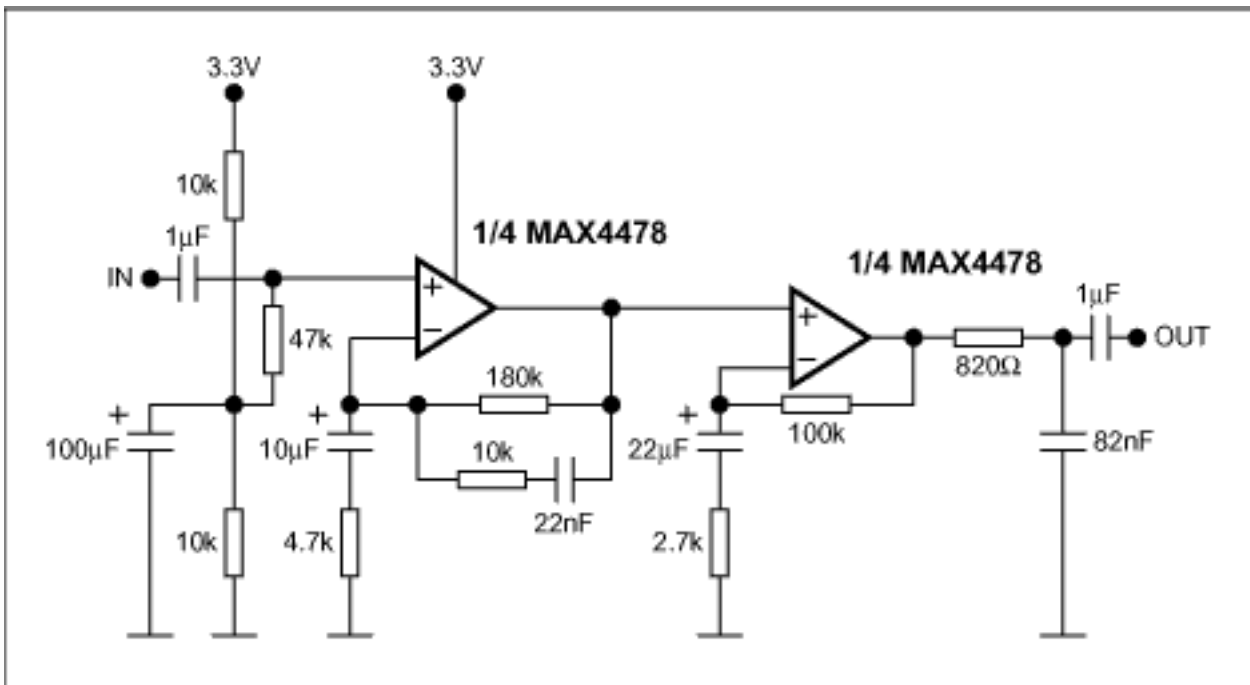 3.3V
3.3V
10k
1μF
1/4 MAX4478
1/4 MAX4478
1μF
IN
+
+
OUT
47k
−
−
820Ω
180k
+
+
+
100k
100μF
10μF
10k
22μF
82nF
22nF
10k
4.7k
2.7k